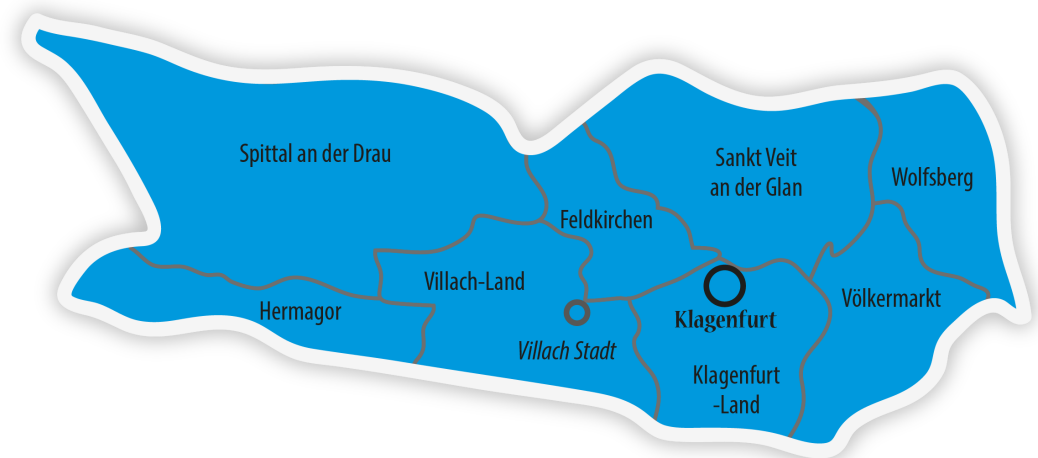 Spittal an der Drau
Sankt Veit
an der Glan
Wolfsberg
Feldkirchen
Villach-Land
Hermagor
Völkermarkt
Klagenfurt
Villach Stadt
Klagenfurt
-Land